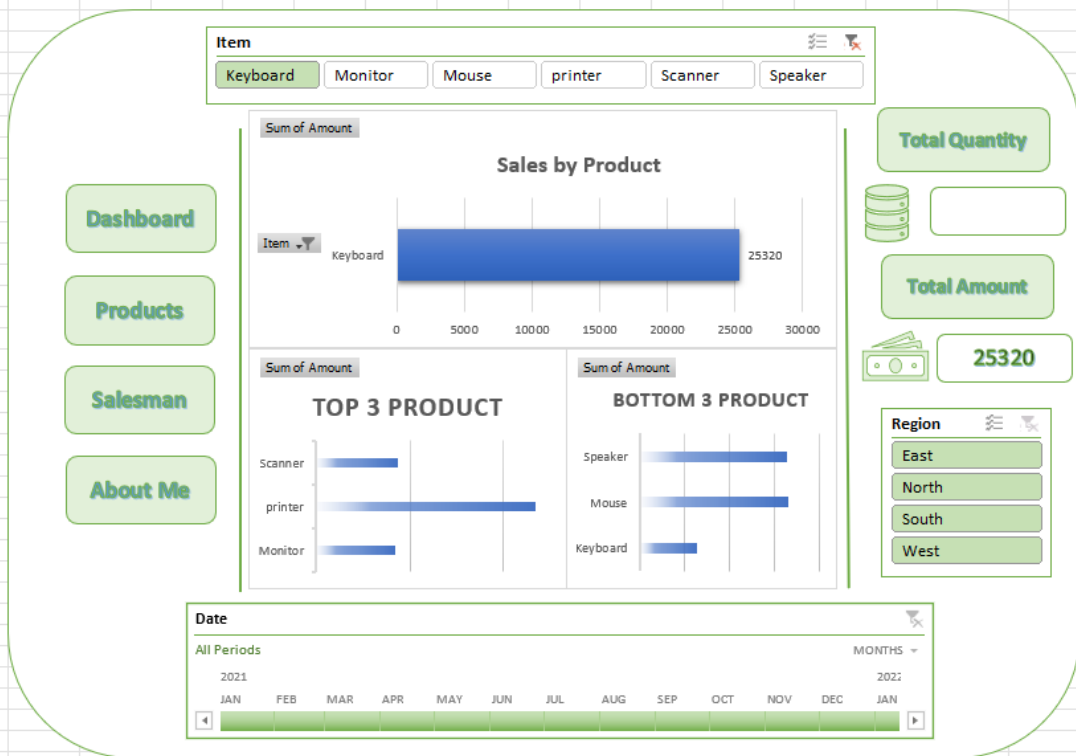 Item
Keyboard Monitor Mouse printer Scanner Speaker
Sum of Amount
Sales by Product
Item
Keyboard
25320
0 5000 10000 15000 20000 25000 30000
Dashboard
Products
Salesman
About Me
Total Quantity
Total Amount
25320
Sum of Amount
TOP 3 PRODUCT
Scanner
printer
Monitor
Sum of Amount
BOTTOM 3 PRODUCT
Speaker
Mouse
Keyboard
Region
East
North
South
West
Date
All Periods MONTHS
2021 2022
JAN FEB MAR APR MAY JUN JUL AUG SEP OCT NOV DEC JAN